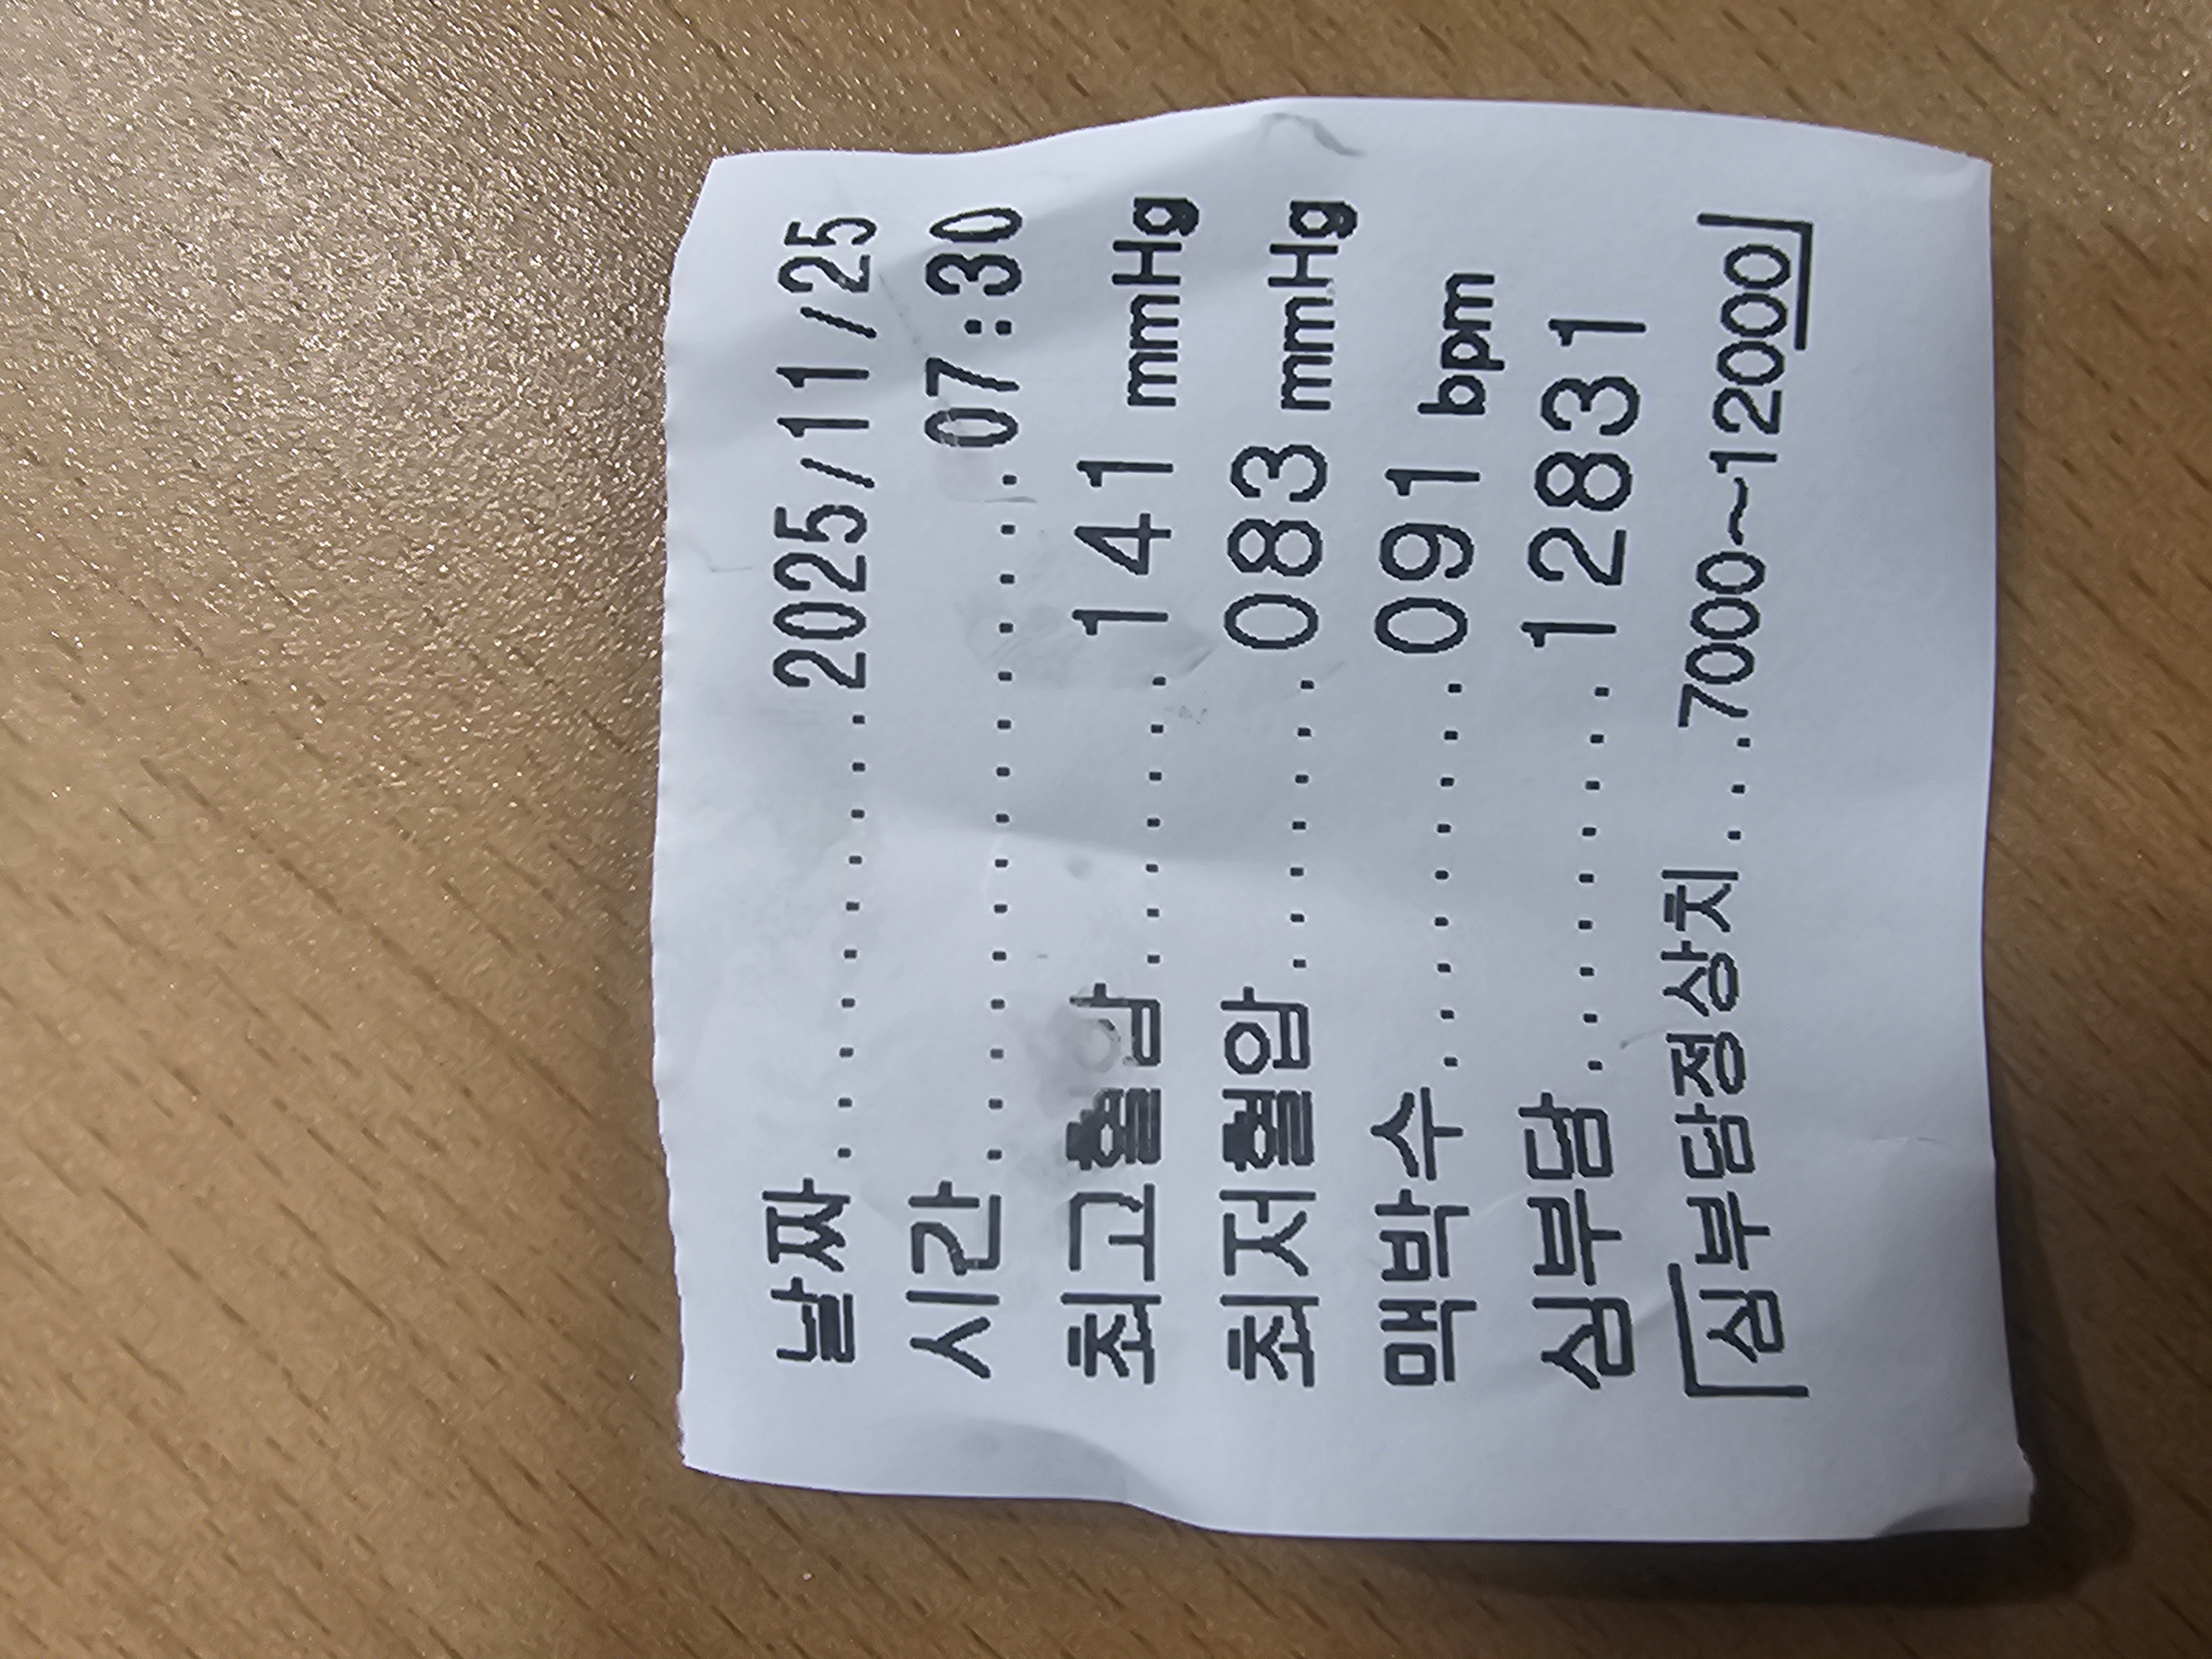 날짜...............2025/11/25
시간...............07:30
최고혈압.......141 mmHg
최저혈압.......083 mmHg
맥박수.........091 bpm
심부담.........12831
「심부담정상치...7000~12000」